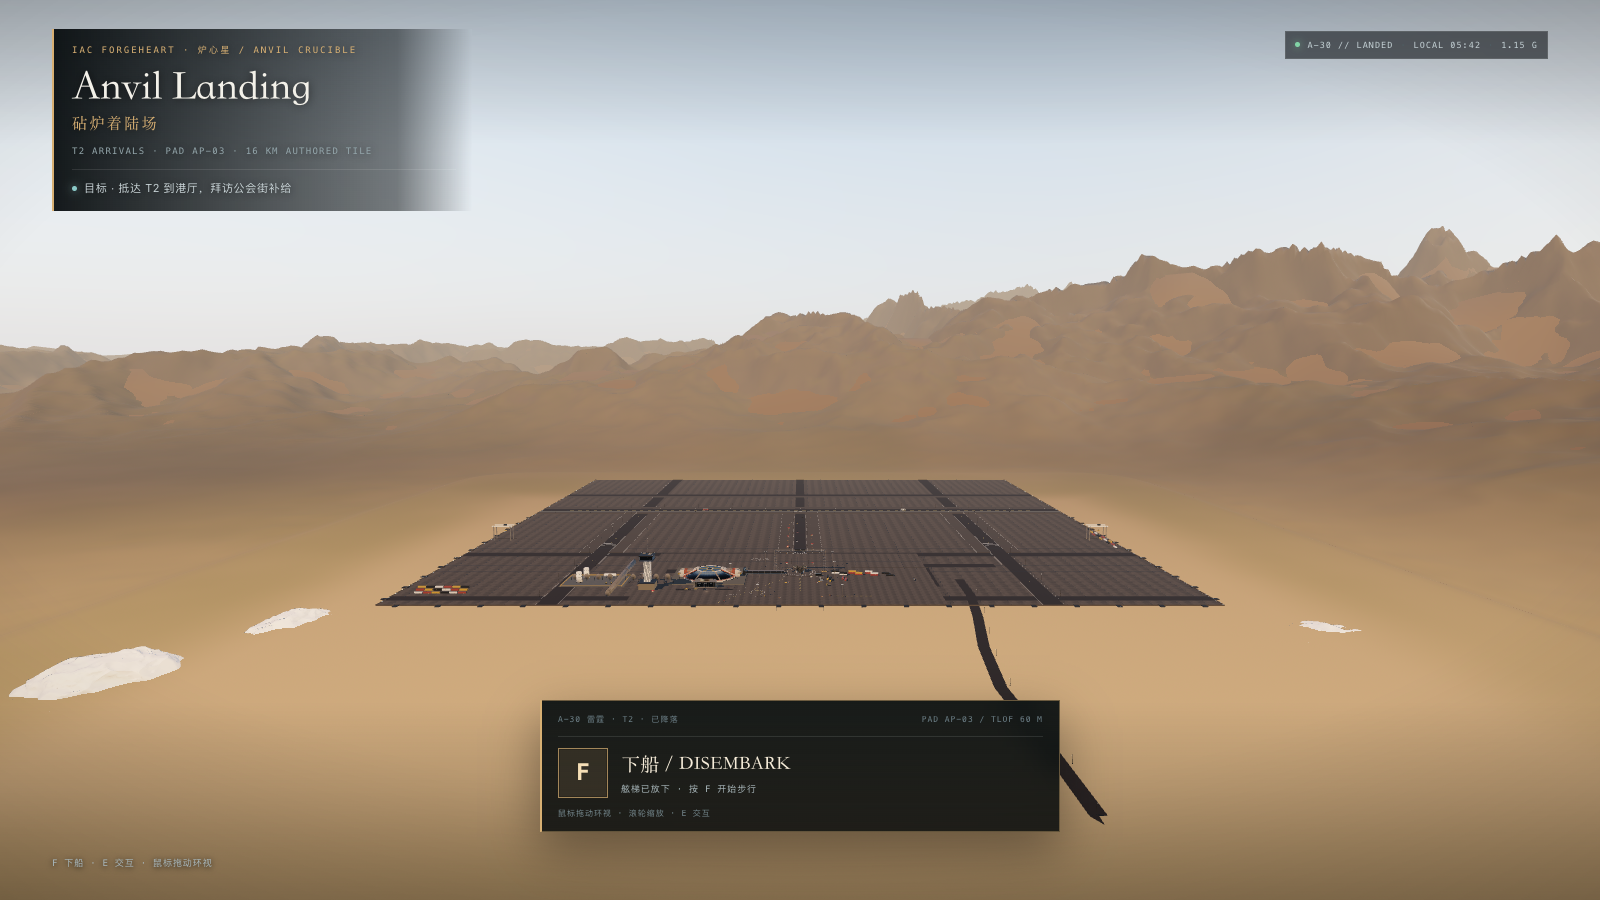 IAC FORGEHEART · 炉心星 / ANVIL CRUCIBLE
Anvil Landing
砧炉着陆场
T2 ARRIVALS · PAD AP-03 · 16 KM AUTHORED TILE
目标 · 抵达 T2 到港厅，拜访公会街补给
A-30 // LANDED LOCAL 05:42 1.15 G
A-30 雷霆 · T2 · 已降落 PAD AP-03 / TLOF 60 M
F
下船 / DISEMBARK
舷梯已放下 · 按 F 开始步行
鼠标拖动环视 · 滚轮缩放 · E 交互
F 下船 · E 交互 · 鼠标拖动环视